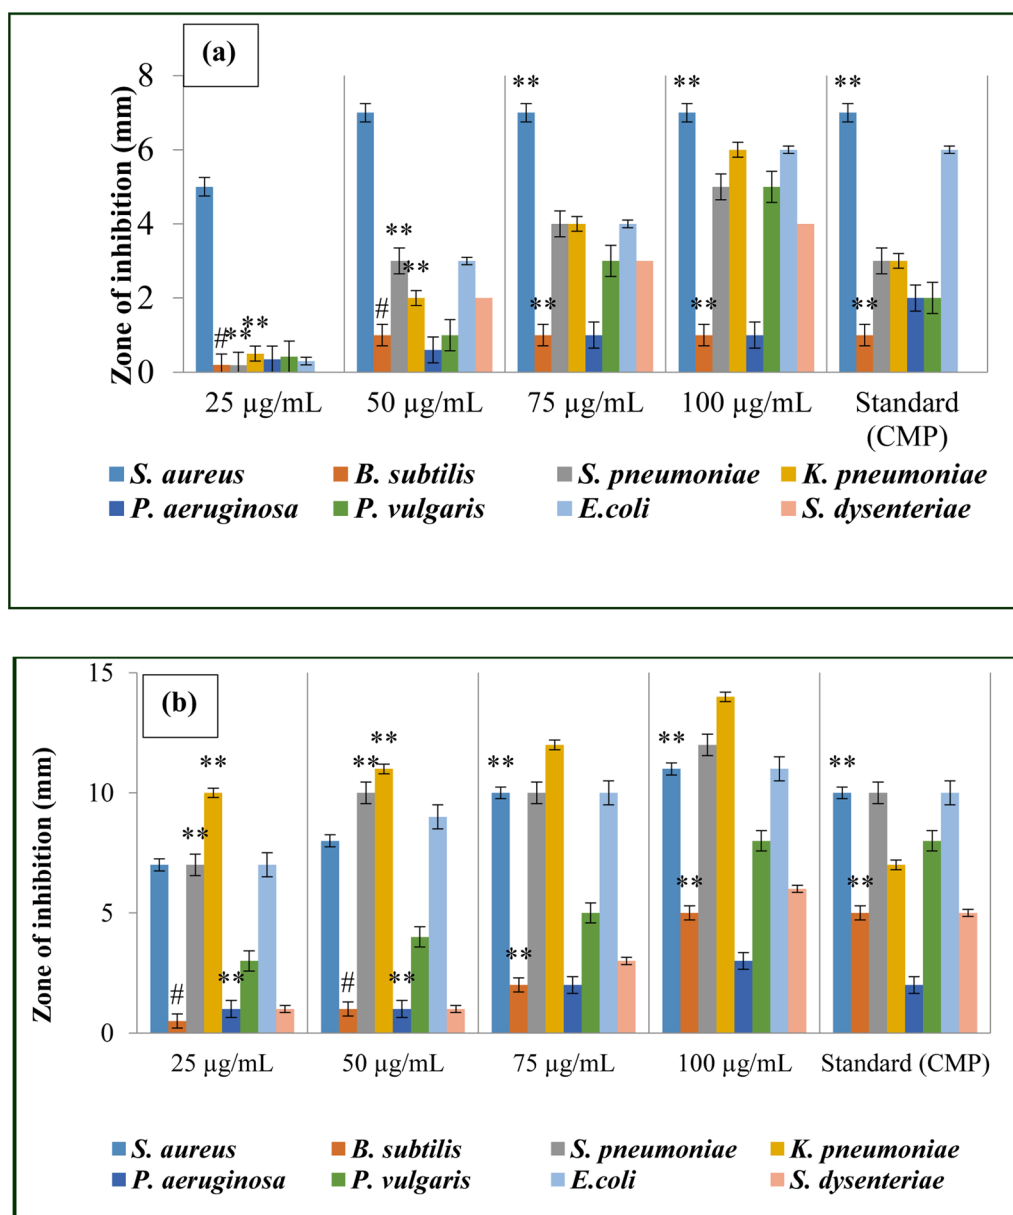 (a)
Zone of inhibition (mm)
8
6
4
2
0
** ** **
** **
# ** ** ** **
# ** **
25 µg/mL 50 µg/mL 75 µg/mL 100 µg/mL Standard
(CMP)
S. aureus B. subtilis S. pneumoniae K. pneumoniae
P. aeruginosa P. vulgaris E.coli S. dysenteriae
(b)
Zone of inhibition (mm)
15
10
5
0
** ** ** ** **
** **
** ** **
# ** # ** **
25 µg/mL 50 µg/mL 75 µg/mL 100 µg/mL Standard (CMP)
S. aureus B. subtilis S. pneumoniae K. pneumoniae
P. aeruginosa P. vulgaris E.coli S. dysenteriae